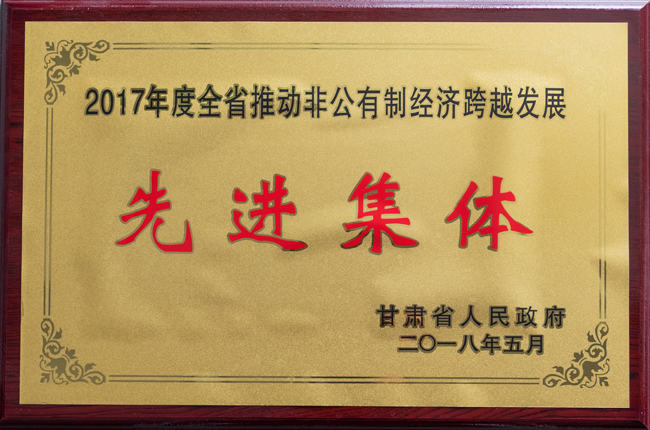 2017年度全省推动非公有制经济跨越发展
先进集体
甘肃省人民政府
二〇一八年五月